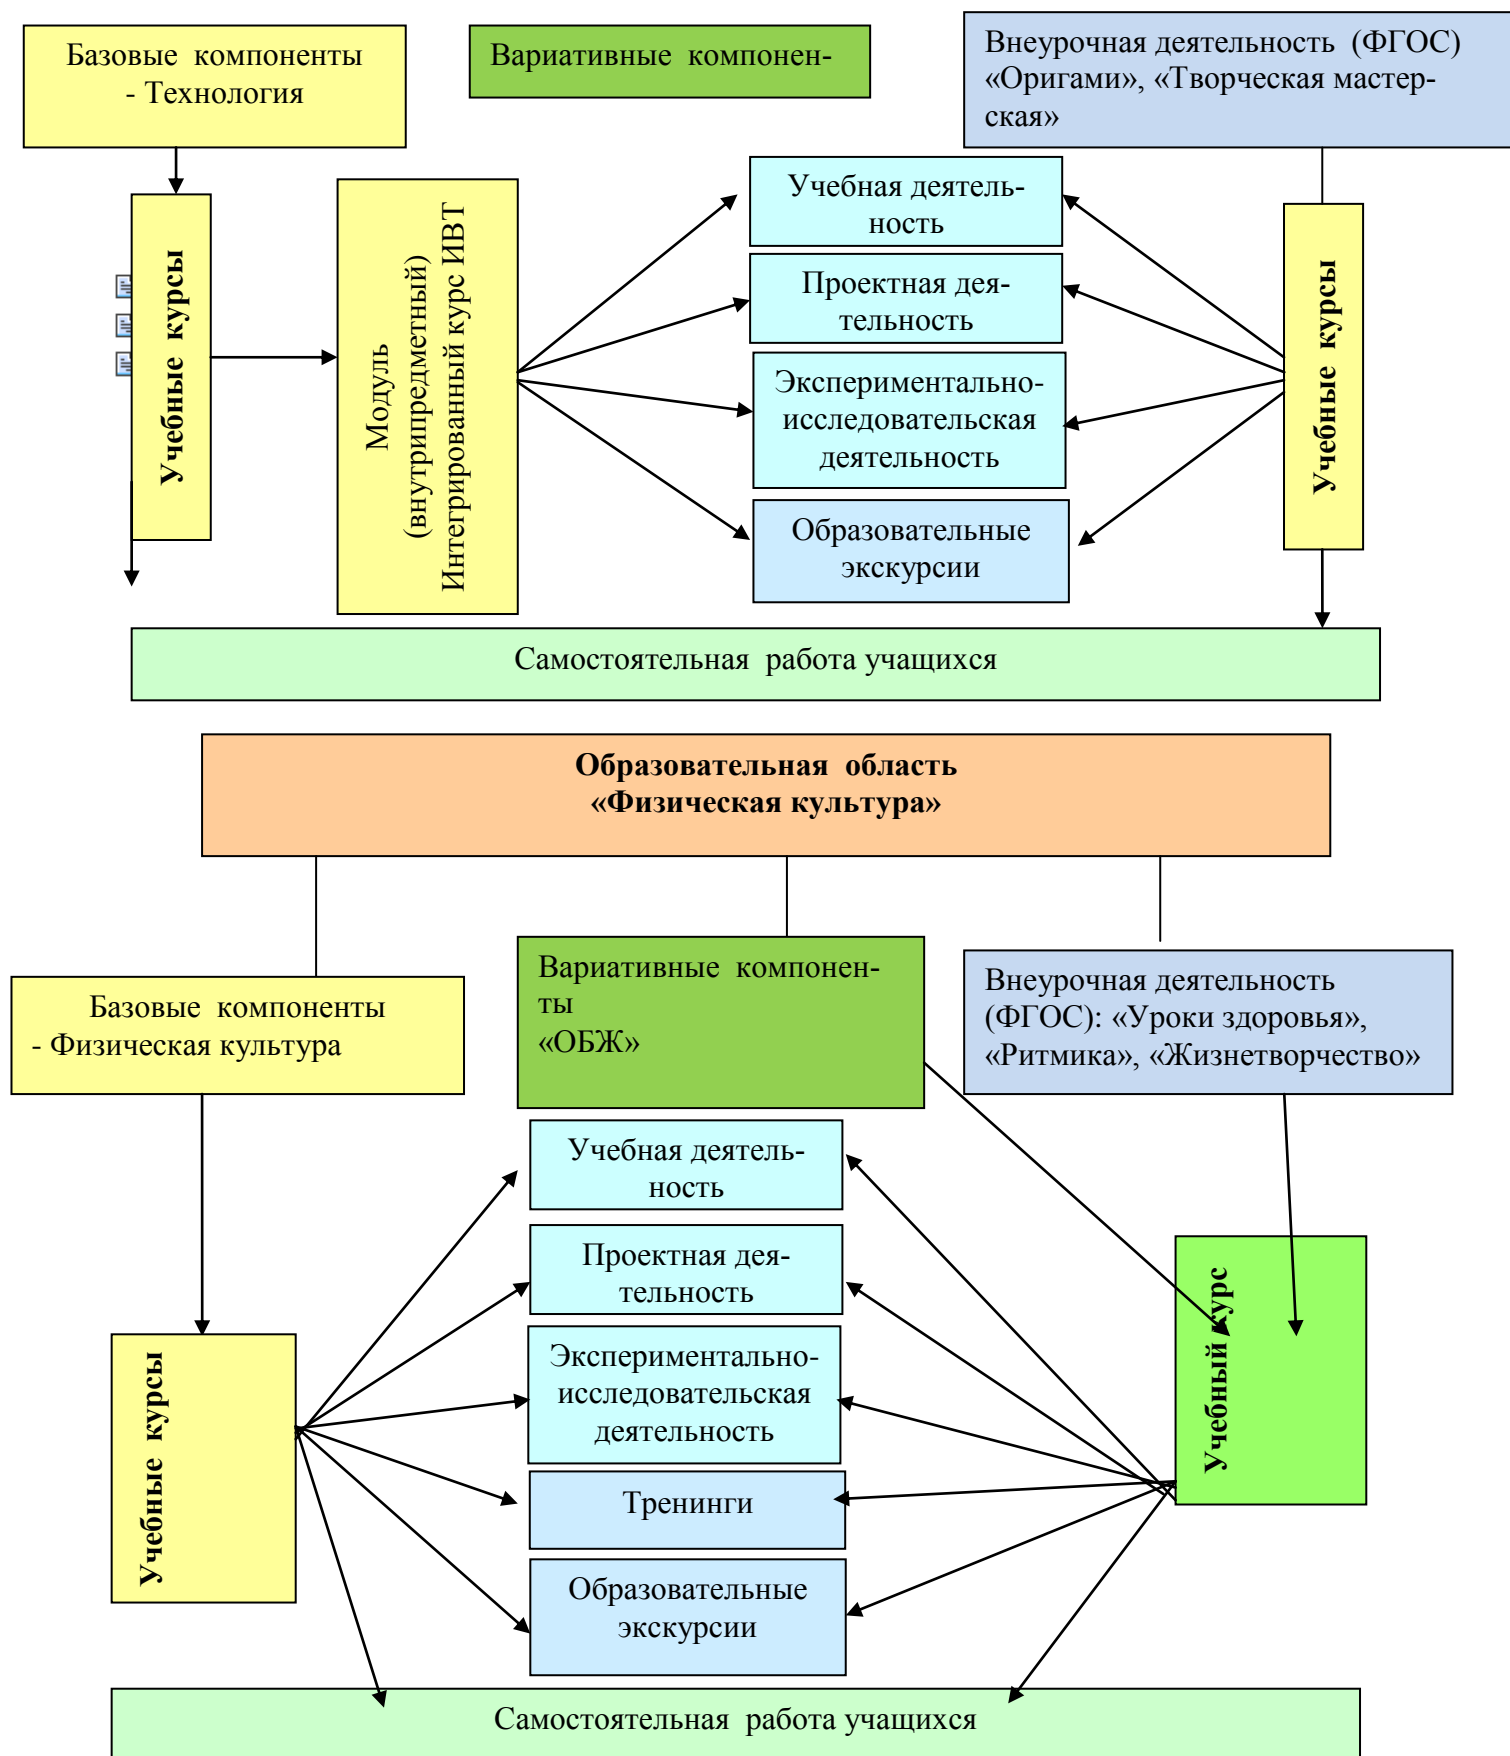 Базовые компоненты
- Технология
Вариативные компонен-
Внеурочная деятельность (ФГОС)
«Оригами», «Творческая мастер-
ская»
Учебные курсы
Модуль
(внутрипредметный)
Интегрированный курс ИВТ
Учебная деятель-
ность
Проектная дея-
тельность
Экспериментально-
исследовательская
деятельность
Образовательные
экскурсии
Учебные курсы
Самостоятельная работа учащихся
Образовательная область
«Физическая культура»
Базовые компоненты
- Физическая культура
Вариативные компонен-
ты
«ОБЖ»
Внеурочная деятельность
(ФГОС): «Уроки здоровья»,
«Ритмика», «Жизнетворчество»
Учебные курсы
Учебная деятель-
ность
Проектная дея-
тельность
Экспериментально-
исследовательская
деятельность
Тренинги
Образовательные
экскурсии
Учебный курс
Самостоятельная работа учащихся